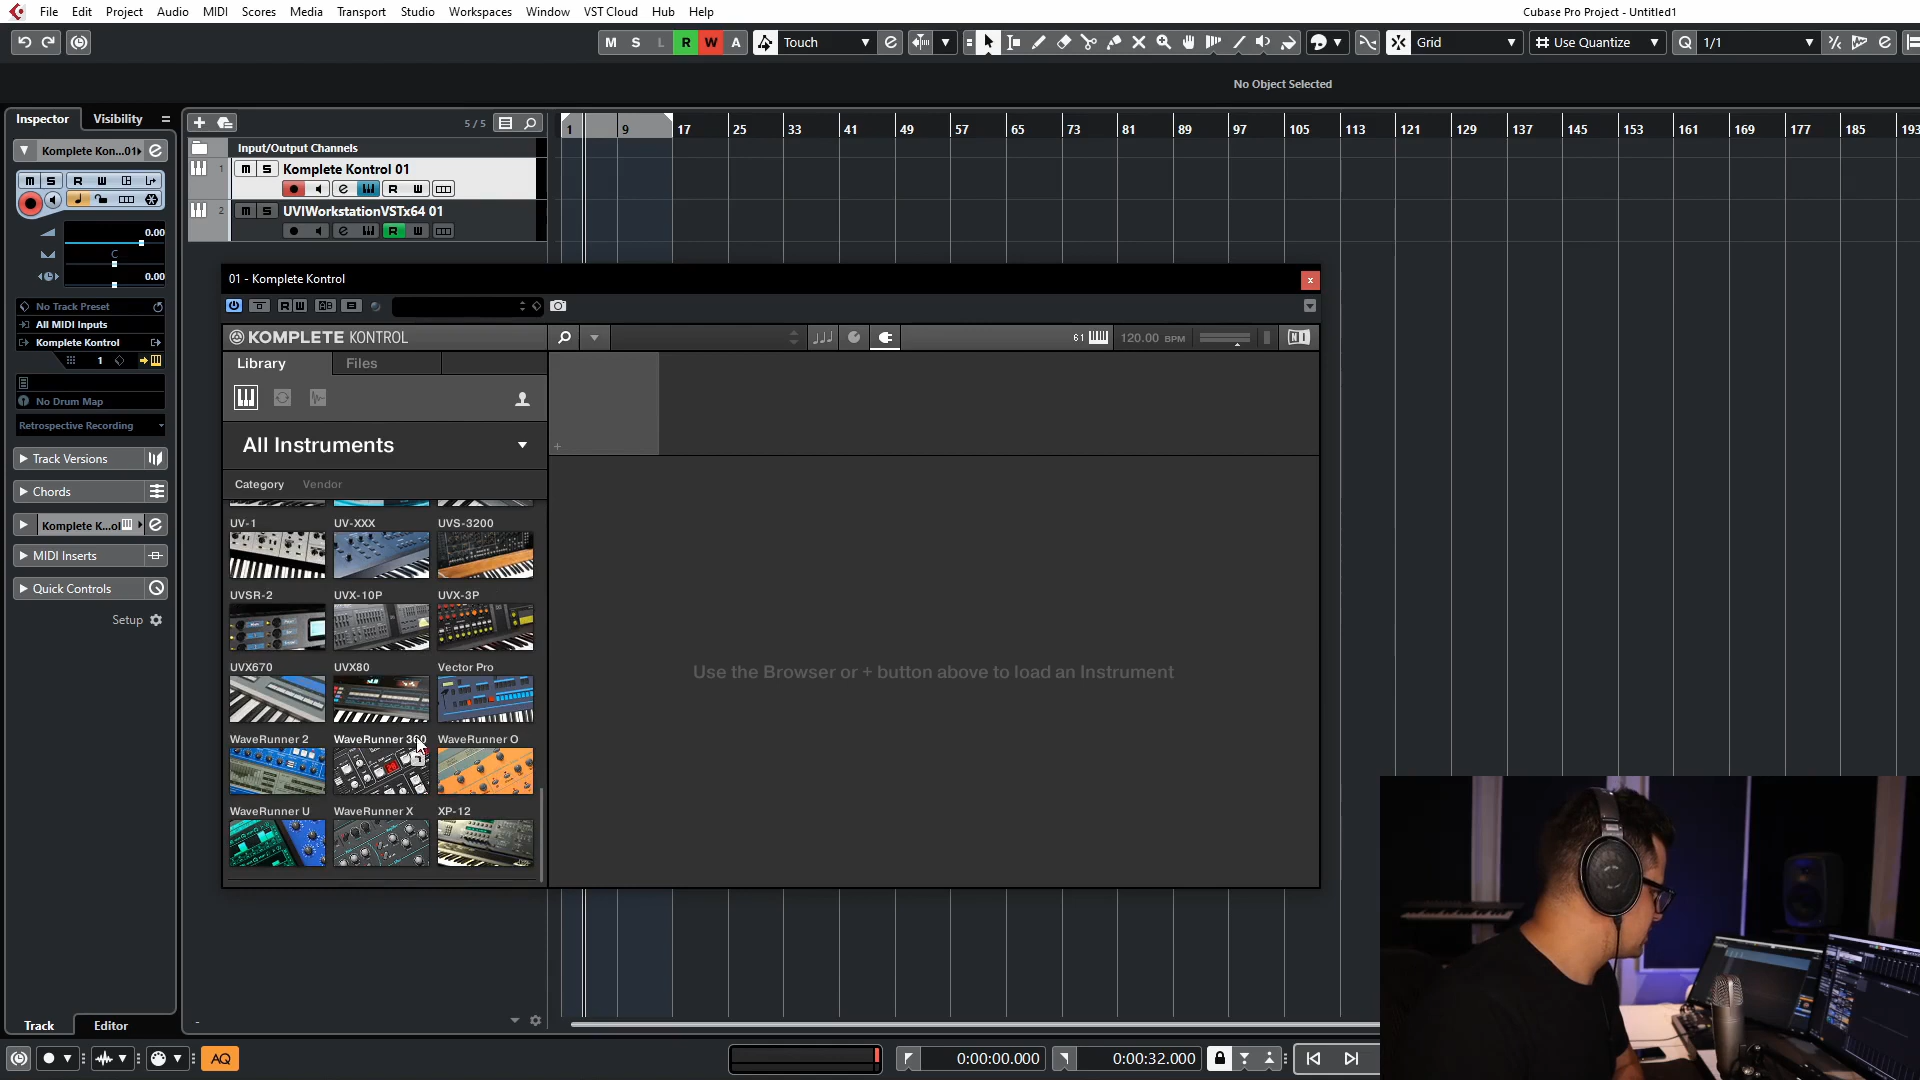 File Edit Project Audio MIDI Scores Media Transport Studio Workspaces Window VST Cloud Hub Help
Cubase Pro Project - Untitled1
M S L R W A Touch Grid Use Quantize Q 1/1
No Object Selected
Inspector Visibility
5 / 5
1 9 17 25 33 41 49 57 65 73 81 89 97 105 113 121 129 137 145 153 161 169 177 185 193
Komplete Kon...01
Input/Output Channels
M S R W
1 m S Komplete Kontrol 01
R W
2 m S UVIWorkstationVSTx64 01
R W
0.00
C
0.00
No Track Preset
All MIDI Inputs
Komplete Kontrol
1
No Drum Map
Retrospective Recording
Track Versions
Chords
Komplete K...ol
MIDI Inserts
Quick Controls
Setup
01 - Komplete Kontrol
x
R W
KOMPLETE KONTROL
61
120.00 BPM
Library Files
All Instruments
Category Vendor
UV-1 UV-XXX UVS-3200
UVSR-2 UVX-10P UVX-3P
UVX670 UVX80 Vector Pro
WaveRunner 2 WaveRunner 360 WaveRunner O
WaveRunner U WaveRunner X XP-12
+
Use the Browser or + button above to load an Instrument
Track Editor
AQ
0:00:00.000
0:00:32.000